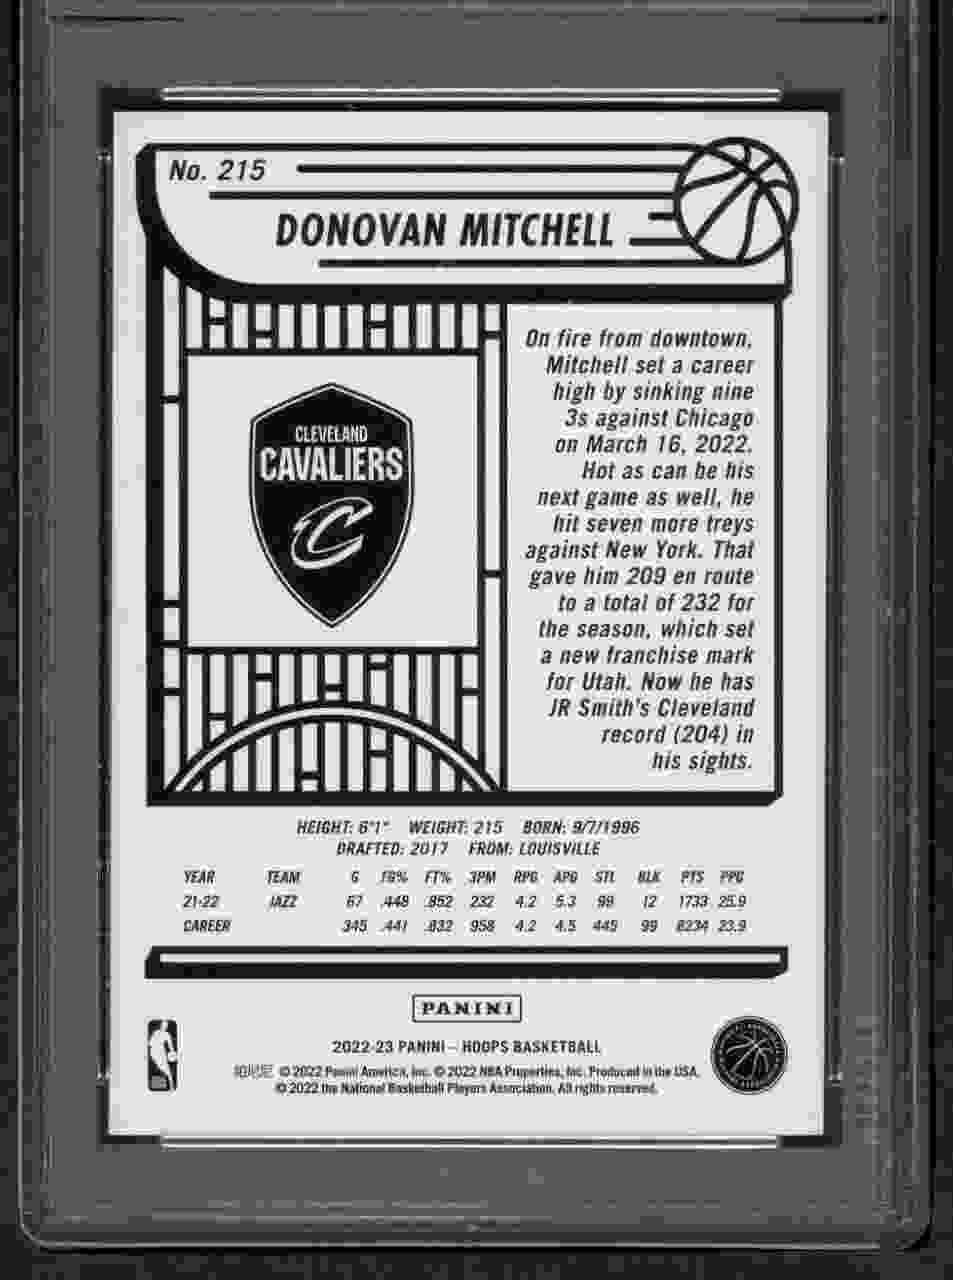 No. 215
DONOVAN MITCHELL
On fire from downtown,
Mitchell set a career
high by sinking nine
3s against Chicago
on March 16, 2022.
Hot as can be his
next game as well, he
hit seven more treys
against New York. That
gave him 209 en route
to a total of 232 for
the season, which set
a new franchise mark
for Utah. Now he has
JR Smith's Cleveland
record (204) in
his sights.
CLEVELAND
CAVALIERS
C
HEIGHT: 6'1" WEIGHT: 215 BORN: 9/7/1996
DRAFTED: 2017 FROM: LOUISVILLE
YEAR TEAM G FG% FT% 3PM RPG APG STL BLK PTS PPG
21-22 JAZZ 67 .448 .852 232 4.2 5.3 99 12 1733 25.9
CAREER 345 .441 .832 958 4.2 4.5 445 99 8234 23.9
PANINI
2022-23 PANINI – HOOPS BASKETBALL
© 2022 Panini America, Inc. © 2022 NBA Properties, Inc. Produced in the USA.
© 2022 the National Basketball Players Association. All rights reserved.